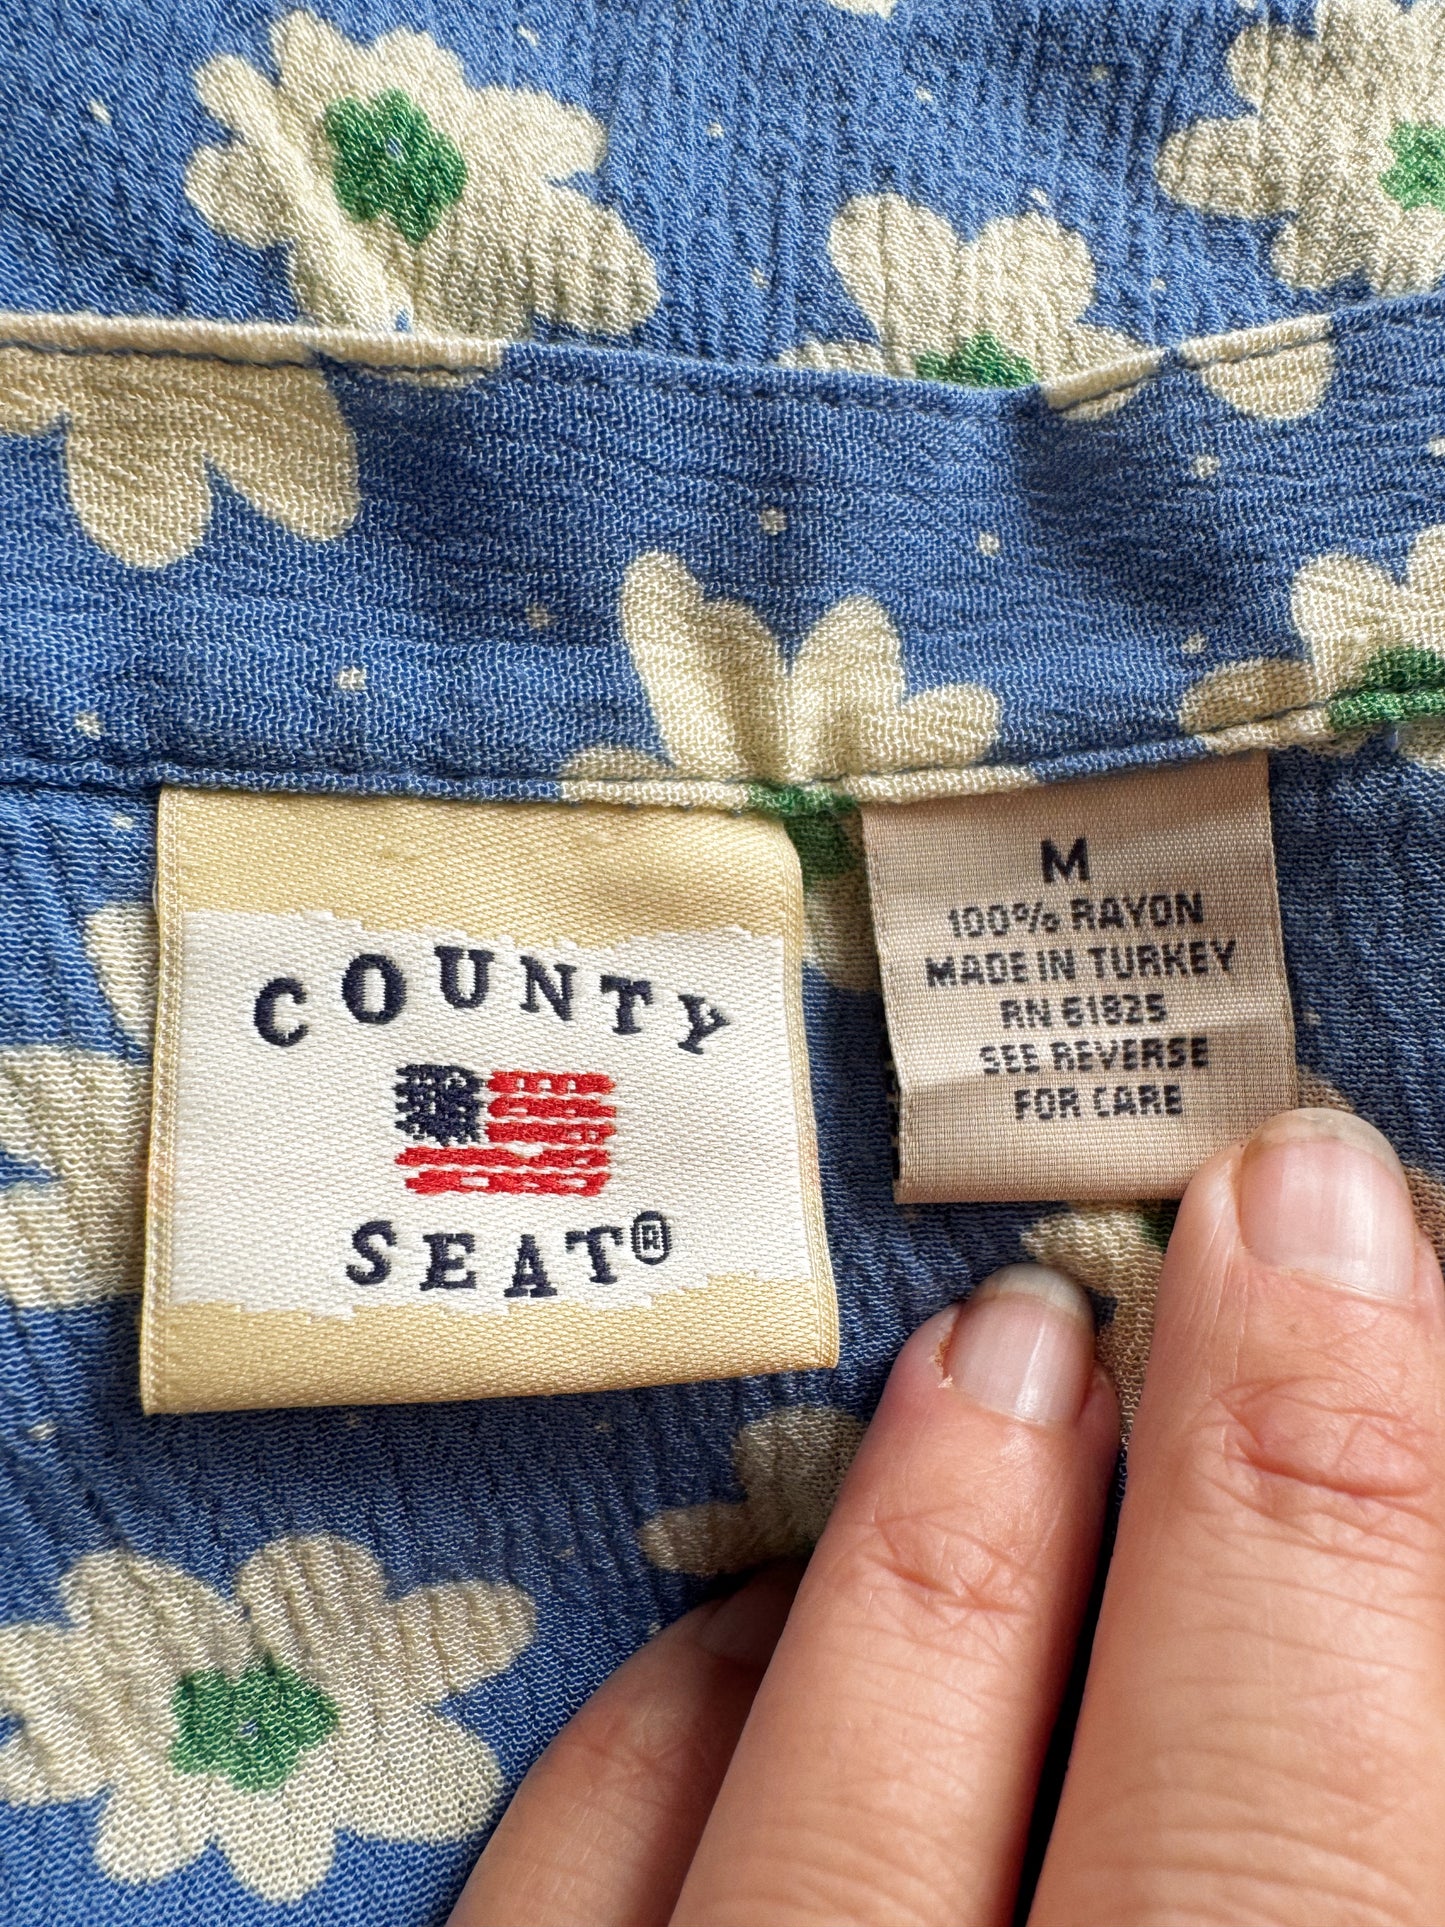 COUNTY
SEAT®
M
100% RAYON
MADE IN TURKEY
RN 61825
SEE REVERSE
FOR CARE